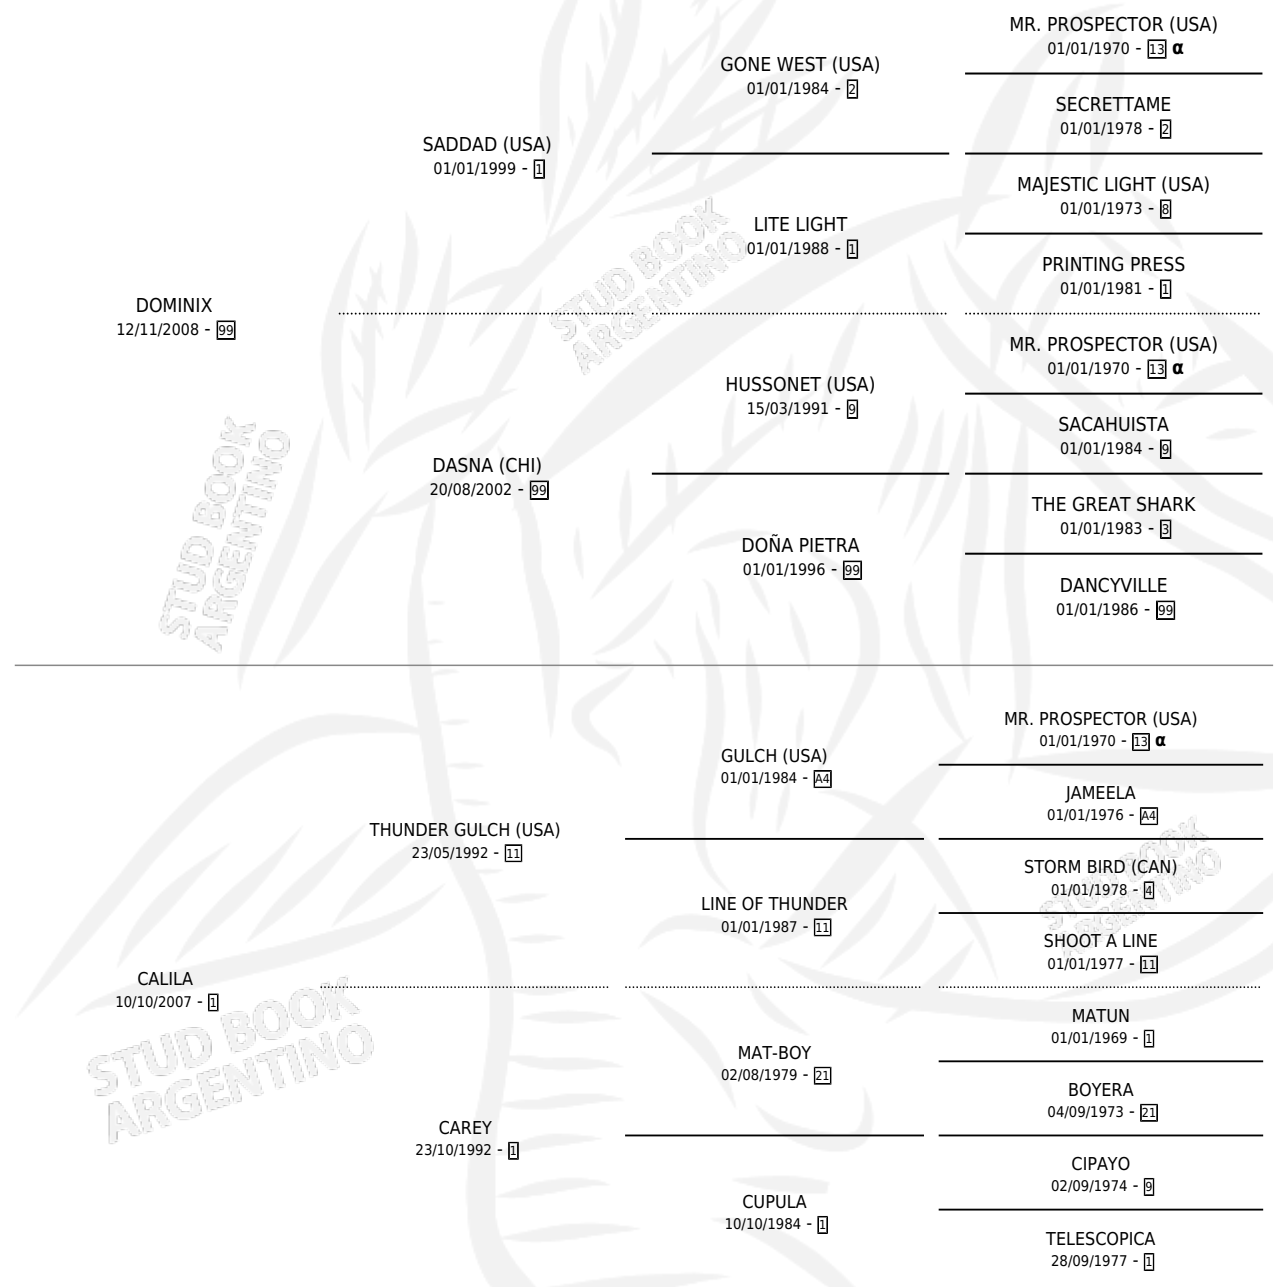 MR. PROSPECTOR (USA)
01/01/1970 - 13 α
GONE WEST (USA)
01/01/1984 - 2
SECRETTAME
01/01/1978 - 2
SADDAD (USA)
01/01/1999 - 1
MAJESTIC LIGHT (USA)
01/01/1973 - 8
LITE LIGHT
01/01/1988 - 1
PRINTING PRESS
01/01/1981 - 1
DOMINIX
12/11/2008 - 99
MR. PROSPECTOR (USA)
01/01/1970 - 13 α
HUSSONET (USA)
15/03/1991 - 9
SACAHUISTA
01/01/1984 - 9
DASNA (CHI)
20/08/2002 - 99
THE GREAT SHARK
01/01/1983 - 3
DOÑA PIETRA
01/01/1996 - 99
DANCYVILLE
01/01/1986 - 99
STUD BOOK
ARGENTINO
STUD BOOK
ARGENTINO
MR. PROSPECTOR (USA)
01/01/1970 - 13 α
GULCH (USA)
01/01/1984 - A4
JAMEELA
01/01/1976 - A4
THUNDER GULCH (USA)
23/05/1992 - 11
STORM BIRD (CAN)
01/01/1978 - 4
LINE OF THUNDER
01/01/1987 - 11
SHOOT A LINE
01/01/1977 - 11
CALILA
10/10/2007 - 1
MATUN
01/01/1969 - 1
MAT-BOY
02/08/1979 - 21
BOYERA
04/09/1973 - 21
CAREY
23/10/1992 - 1
CIPAYO
02/09/1974 - 9
CUPULA
10/10/1984 - 1
TELESCOPICA
28/09/1977 - 1
STUD BOOK
ARGENTINO
STUD BOOK
ARGENTINO